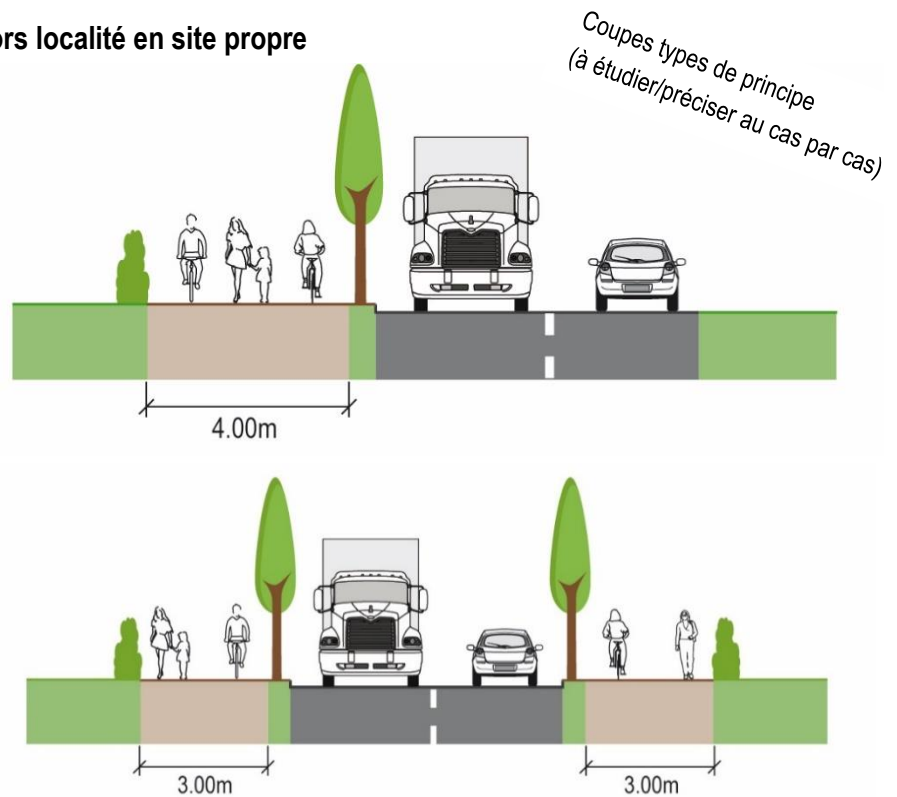 ors localité en site propre
Coupes types de principe
(à étudier/préciser au cas par cas)
4.00m
3.00m
3.00m